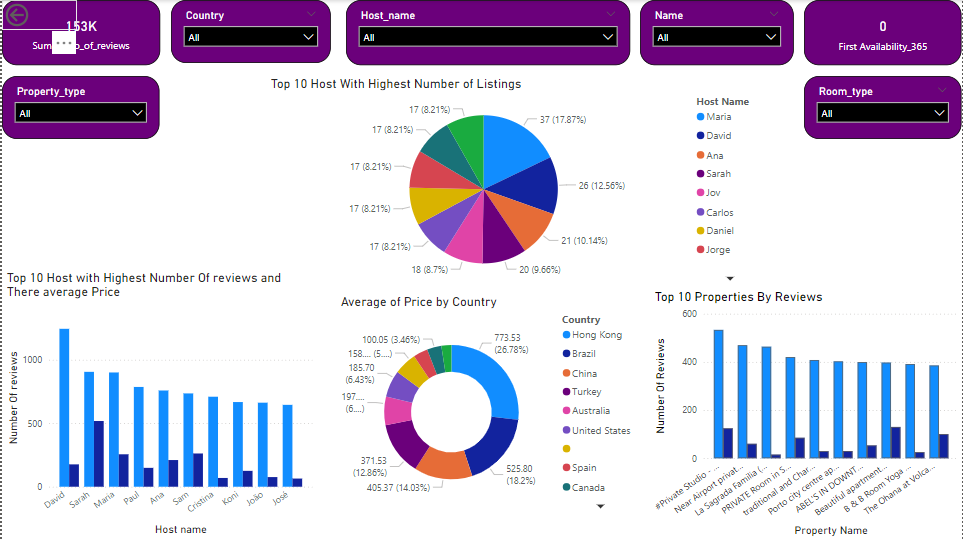 153K
Country
All
Host_name
All
Name
All
0
First Availability_365
Property_type
All
Room_type
All
Top 10 Host With Highest Number of Listings
37 (17.87%)
26 (12.56%)
21 (10.14%)
20 (9.66%)
18 (8.7%)
17 (8.21%)
17 (8.21%)
17 (8.21%)
17 (8.21%)
17 (8.21%)
Host Name
Maria
David
Ana
Sarah
Jov
Carlos
Daniel
Jorge
Top 10 Host with Highest Number Of reviews and
There average Price
Number Of reviews
1000
500
0
David
Sarah
Maria
Paul
Ana
Sam
Cristina
Koni
João
José
Host name
Average of Price by Country
773.53
(26.78%)
525.80
(18.2%)
405.37 (14.03%)
371.53
(12.86%)
197....
(6....)
185.70
(6.43%)
158.... (5....)
100.05 (3.46%)
Country
Hong Kong
Brazil
China
Turkey
Australia
United States
Spain
Canada
Top 10 Properties By Reviews
Number Of Reviews
600
400
200
0
#Private Studio - ...
Near Airport privat...
La Sagrada Familia (...
PRIVATE Room in S...
traditional and Char...
Porto city centre ap...
ABEL'S IN DOWNT...
Beautiful apartment...
B & B Room Yoga ...
The Ohana at Volca...
Property Name